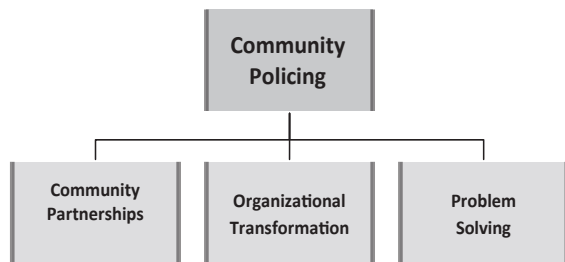 Community
Policing
Community
Partnerships
Organizational
Transformation
Problem
Solving